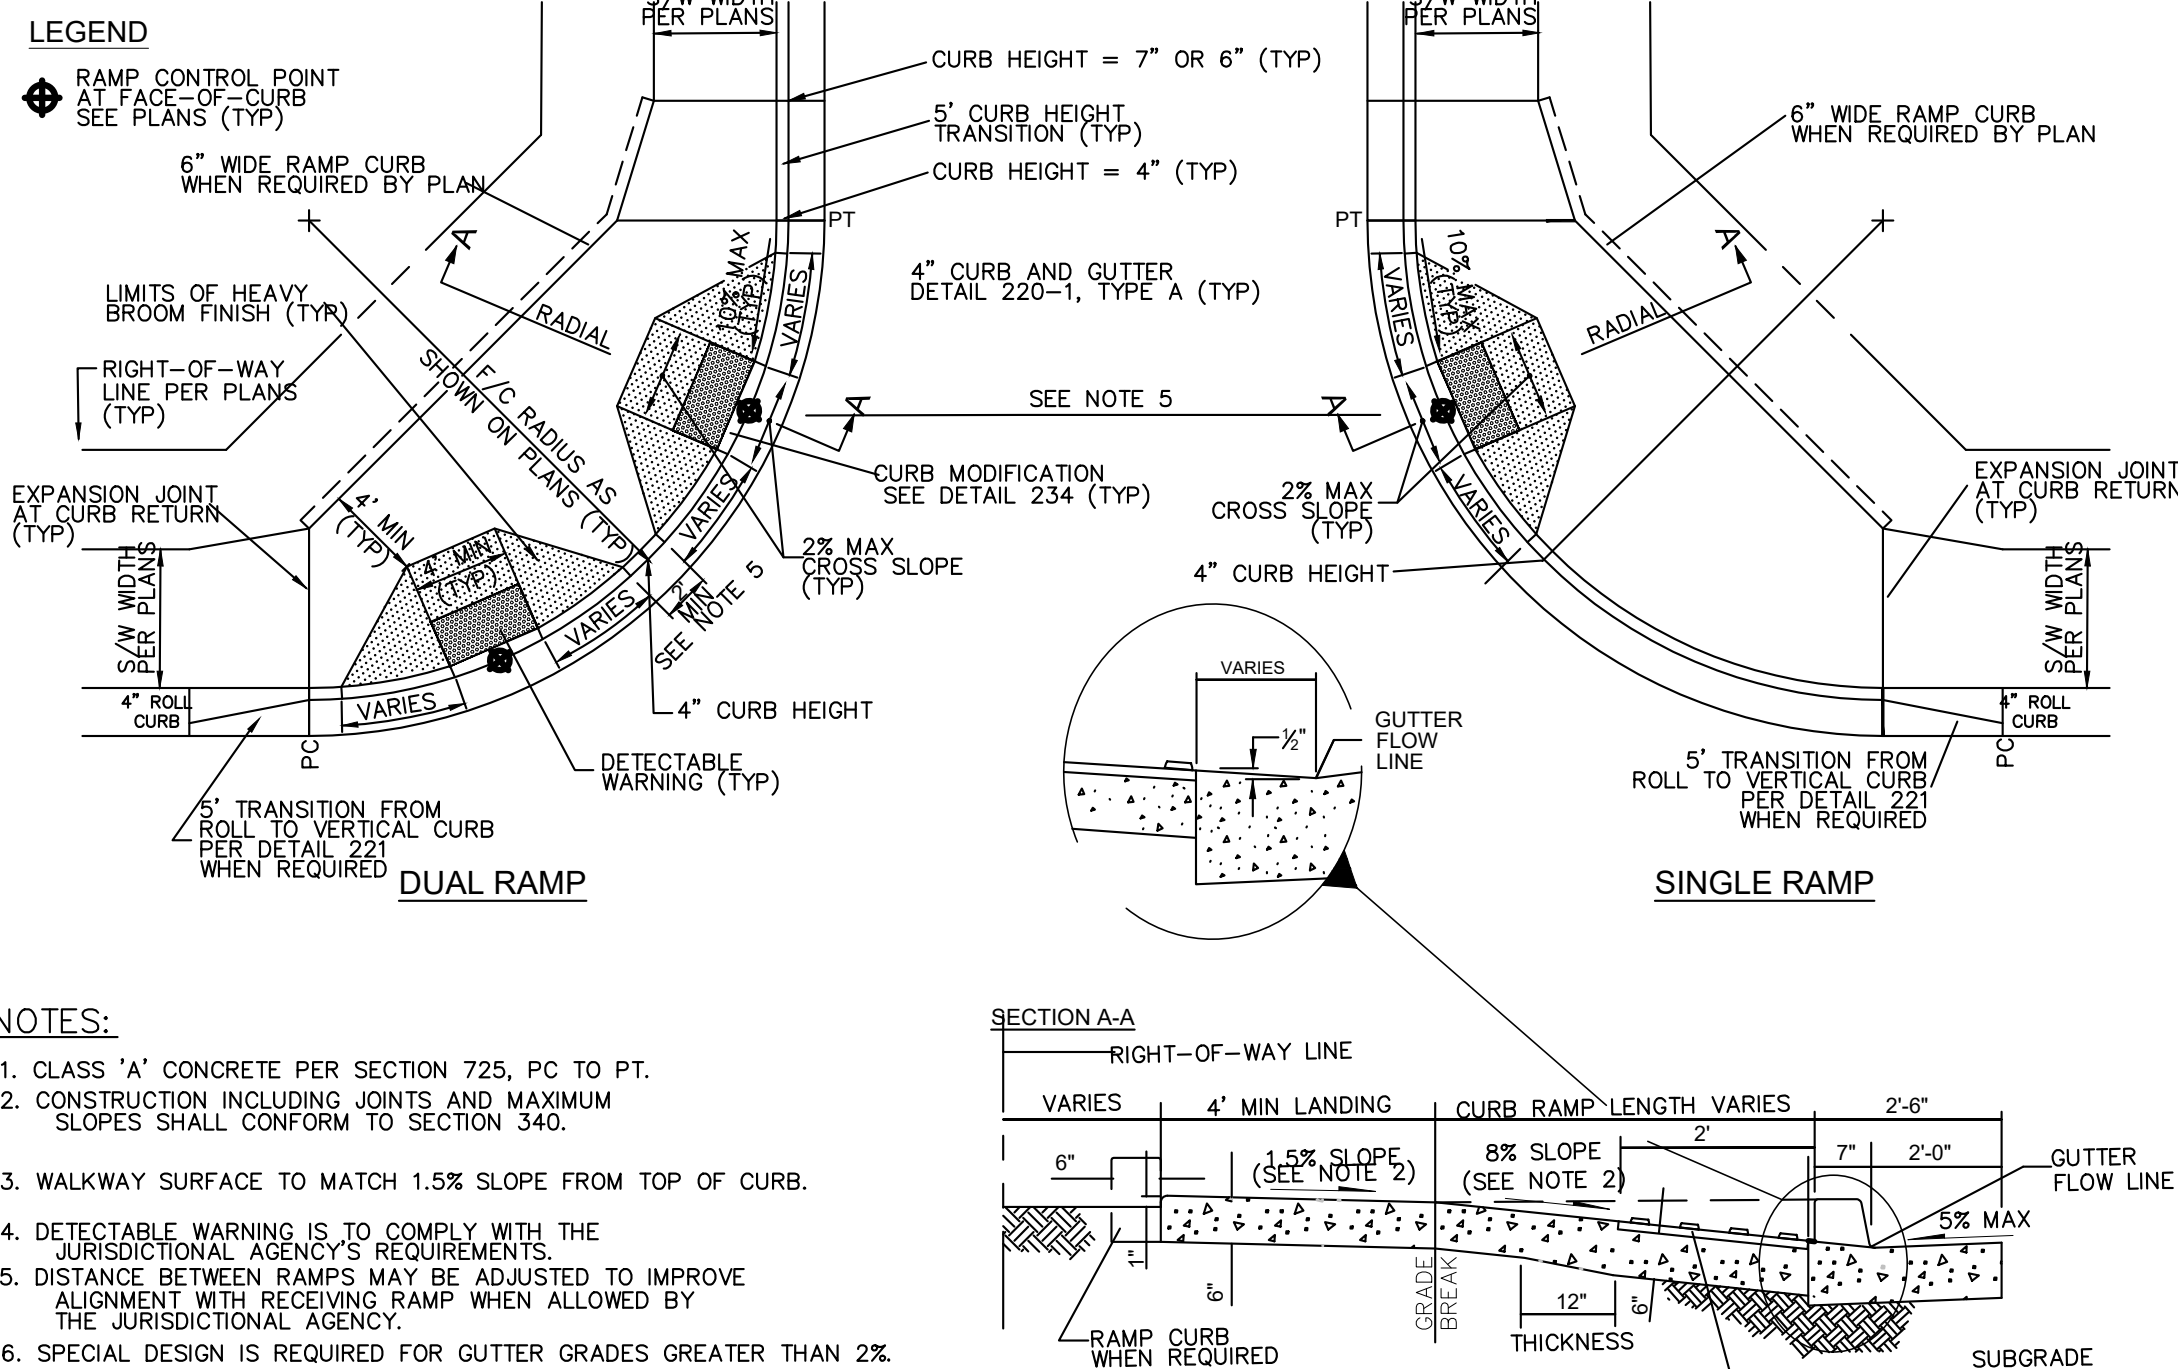 LEGEND
RAMP CONTROL POINT
AT FACE-OF-CURB
SEE PLANS (TYP)
S/W WIDTH
PER PLANS
CURB HEIGHT = 7" OR 6" (TYP)
5' CURB HEIGHT
TRANSITION (TYP)
CURB HEIGHT = 4" (TYP)
6" WIDE RAMP CURB
WHEN REQUIRED BY PLAN
PT
A
10% MAX
(TYP)
VARIES
RADIAL
LIMITS OF HEAVY
BROOM FINISH (TYP)
RIGHT-OF-WAY
LINE PER PLANS
(TYP)
F/C RADIUS AS
SHOWN ON PLANS (TYP)
4" CURB AND GUTTER
DETAIL 220-1, TYPE A (TYP)
SEE NOTE 5
A
CURB MODIFICATION
SEE DETAIL 234 (TYP)
EXPANSION JOINT
AT CURB RETURN
(TYP)
4' MIN
(TYP)
4' MIN
(TYP)
VARIES
2% MAX
CROSS SLOPE
(TYP)
2'
MIN
SEE NOTE 5
VARIES
S/W WIDTH
PER PLANS
4" ROLL
CURB
VARIES
4" CURB HEIGHT
PC
DETECTABLE
WARNING (TYP)
5' TRANSITION FROM
ROLL TO VERTICAL CURB
PER DETAIL 221
WHEN REQUIRED
DUAL RAMP
S/W WIDTH
PER PLANS
6" WIDE RAMP CURB
WHEN REQUIRED BY PLAN
PT
A
10% MAX
(TYP)
VARIES
RADIAL
A
2% MAX
CROSS SLOPE
(TYP)
VARIES
EXPANSION JOINT
AT CURB RETURN
(TYP)
4" CURB HEIGHT
S/W WIDTH
PER PLANS
4" ROLL
CURB
PC
5' TRANSITION FROM
ROLL TO VERTICAL CURB
PER DETAIL 221
WHEN REQUIRED
SINGLE RAMP
VARIES
½"
GUTTER
FLOW
LINE
NOTES:
1. CLASS 'A' CONCRETE PER SECTION 725, PC TO PT.
2. CONSTRUCTION INCLUDING JOINTS AND MAXIMUM
SLOPES SHALL CONFORM TO SECTION 340.
3. WALKWAY SURFACE TO MATCH 1.5% SLOPE FROM TOP OF CURB.
4. DETECTABLE WARNING IS TO COMPLY WITH THE
JURISDICTIONAL AGENCY'S REQUIREMENTS.
5. DISTANCE BETWEEN RAMPS MAY BE ADJUSTED TO IMPROVE
ALIGNMENT WITH RECEIVING RAMP WHEN ALLOWED BY
THE JURISDICTIONAL AGENCY.
6. SPECIAL DESIGN IS REQUIRED FOR GUTTER GRADES GREATER THAN 2%.
SECTION A-A
RIGHT-OF-WAY LINE
VARIES
4' MIN LANDING
CURB RAMP LENGTH VARIES
2'-6"
6"
1.5% SLOPE
(SEE NOTE 2)
8% SLOPE
(SEE NOTE 2)
2'
7"
2'-0"
GUTTER
FLOW LINE
5% MAX
1"
6"
GRADE
BREAK
12"
THICKNESS
6"
RAMP CURB
WHEN REQUIRED
SUBGRADE